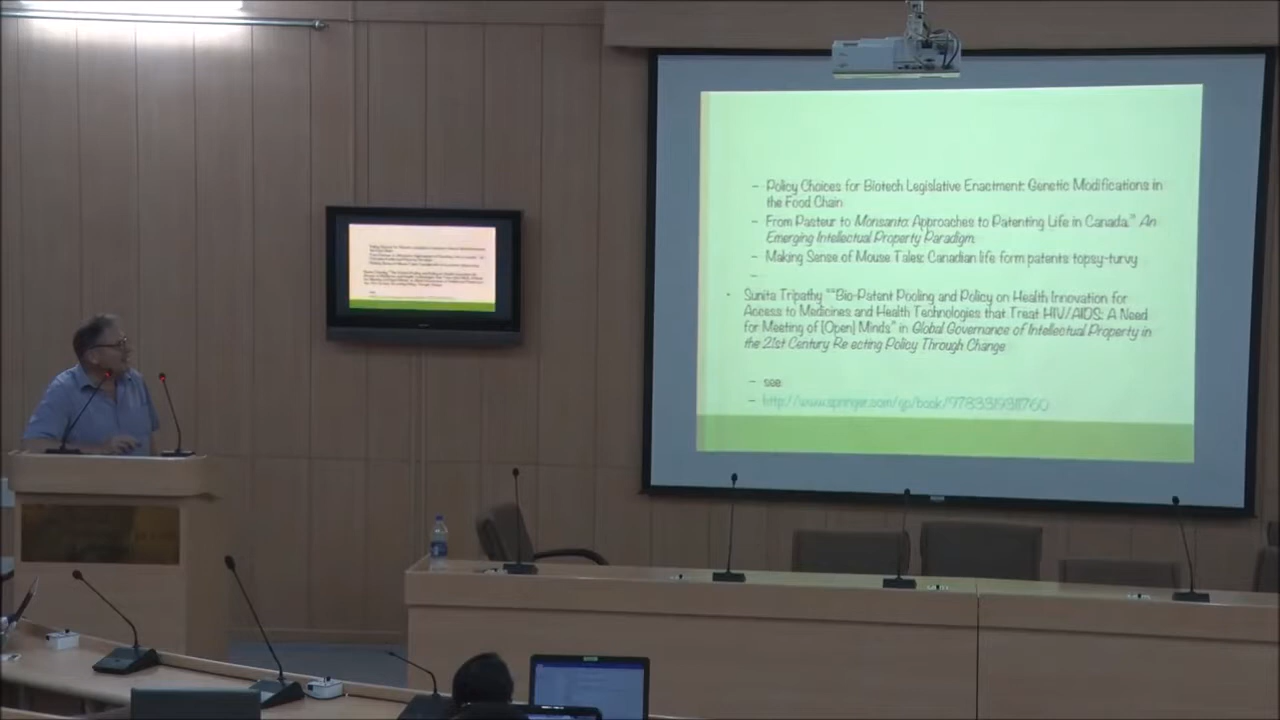 – Policy Choices for Biotech Legislative Enactment: Genetic Modifications in
the Food Chain
– From Pasteur to Monsanto: Approaches to Patenting Life in Canada." An
Emerging Intellectual Property Paradigm.
– Making Sense of Mouse Tales: Canadian life form patents topsy-turvy
–
• Sunita Tripathy ""Bio-Patent Pooling and Policy on Health Innovation for
Access to Medicines and Health Technologies that Treat HIV/AIDS: A Need
for Meeting of [Open] Minds" in Global Governance of Intellectual Property in
the 21st Century Re ecting Policy Through Change
– see
– http://www.springer.com/gp/book/9783319311760